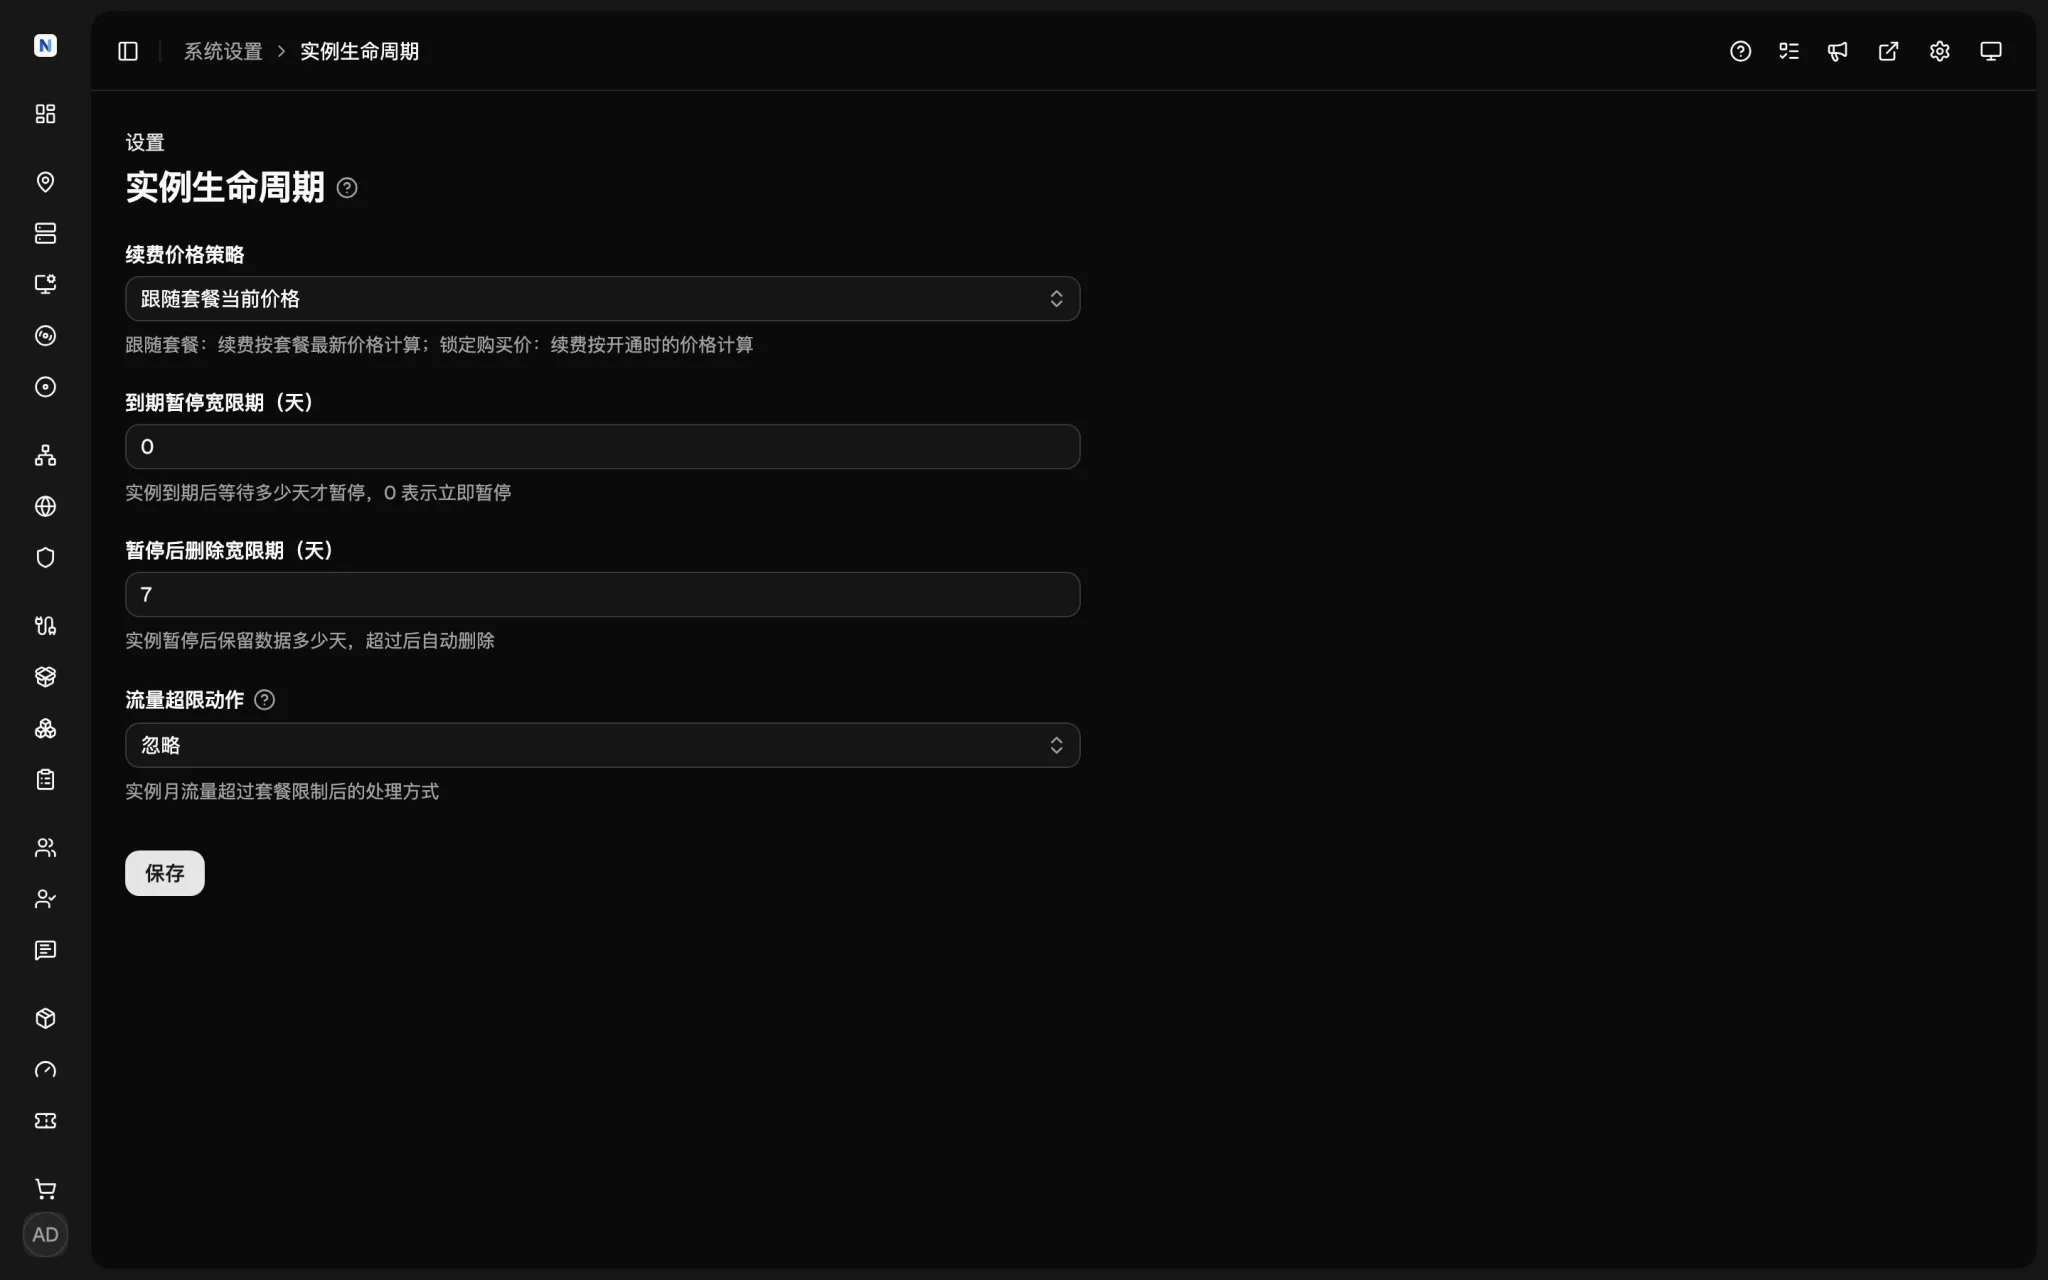 N
系统设置 > 实例生命周期
设置
实例生命周期
续费价格策略
跟随套餐当前价格
跟随套餐：续费按套餐最新价格计算；锁定购买价：续费按开通时的价格计算
到期暂停宽限期（天）
0
实例到期后等待多少天才暂停，0 表示立即暂停
暂停后删除宽限期（天）
7
实例暂停后保留数据多少天，超过后自动删除
流量超限动作
忽略
实例月流量超过套餐限制后的处理方式
保存
AD